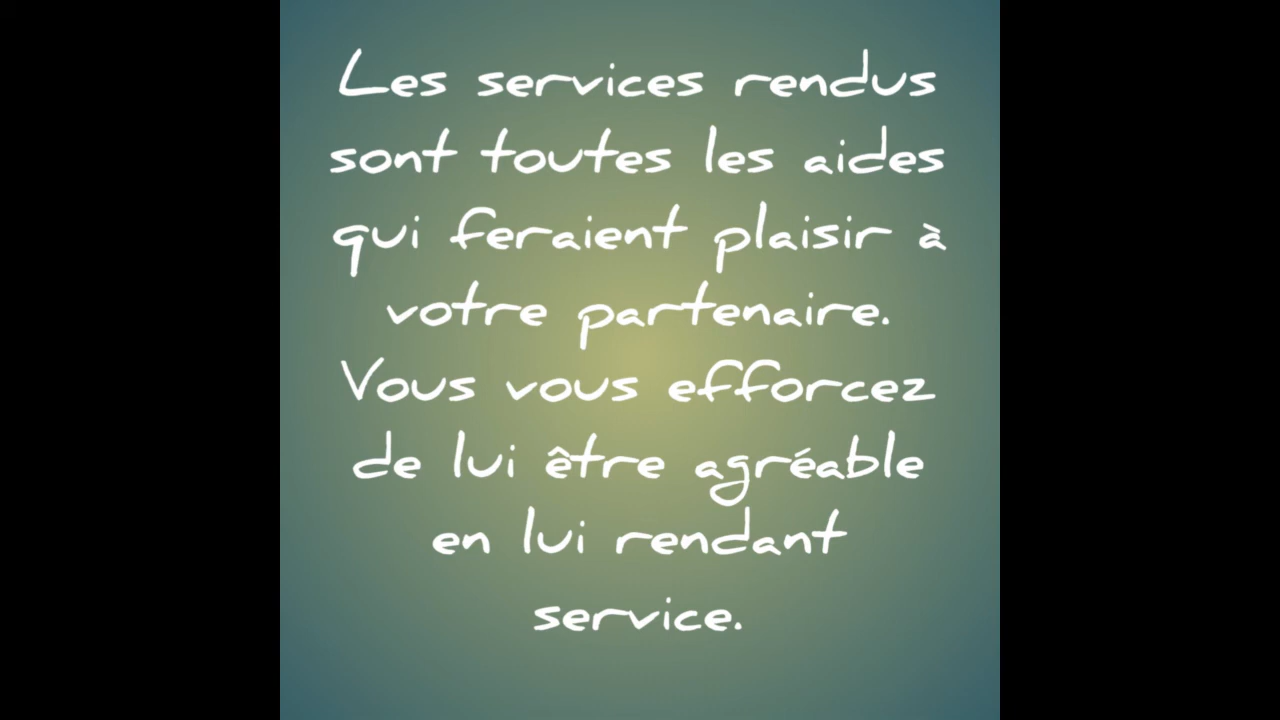 Les services rendus
sont toutes les aides
qui feraient plaisir à
votre partenaire.
Vous vous efforcez
de lui être agréable
en lui rendant
service.